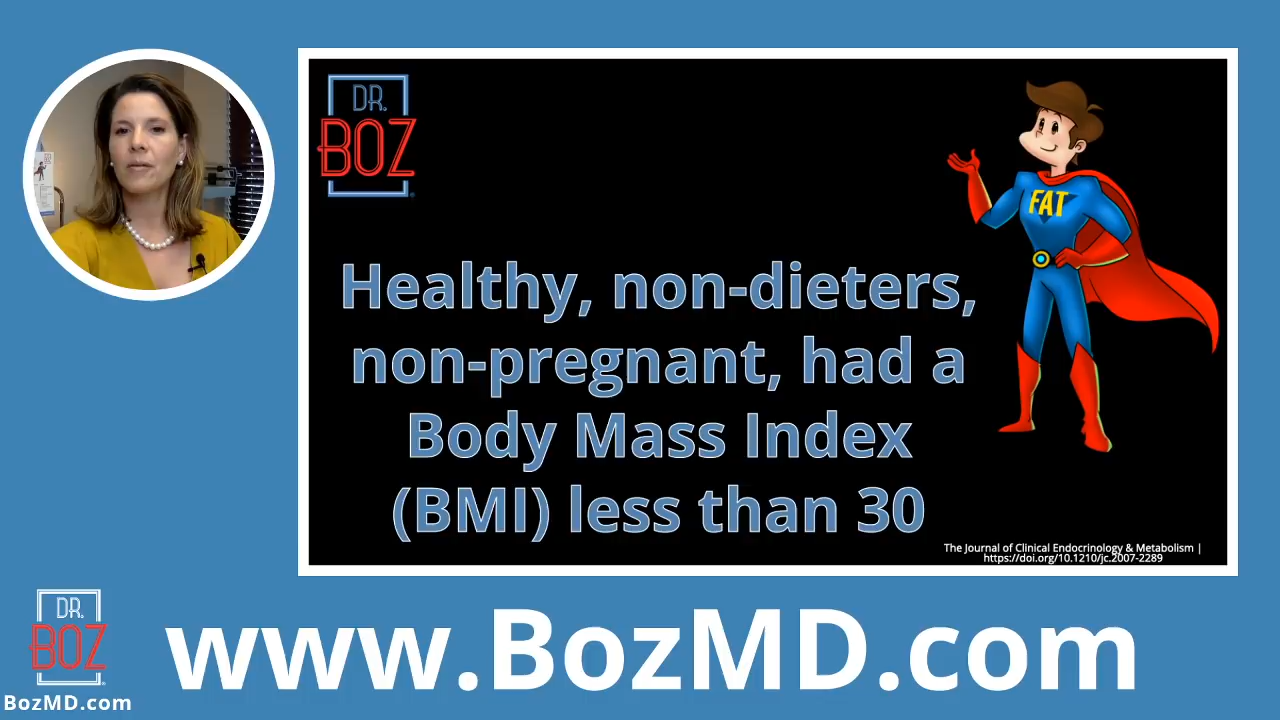 DR.
BOZ
FAT
Healthy, non-dieters,
non-pregnant, had a
Body Mass Index
(BMI) less than 30
The Journal of Clinical Endocrinology & Metabolism |
https://doi.org/10.1210/jc.2007-2289
DR.
BOZ
www.BozMD.com
BozMD.com